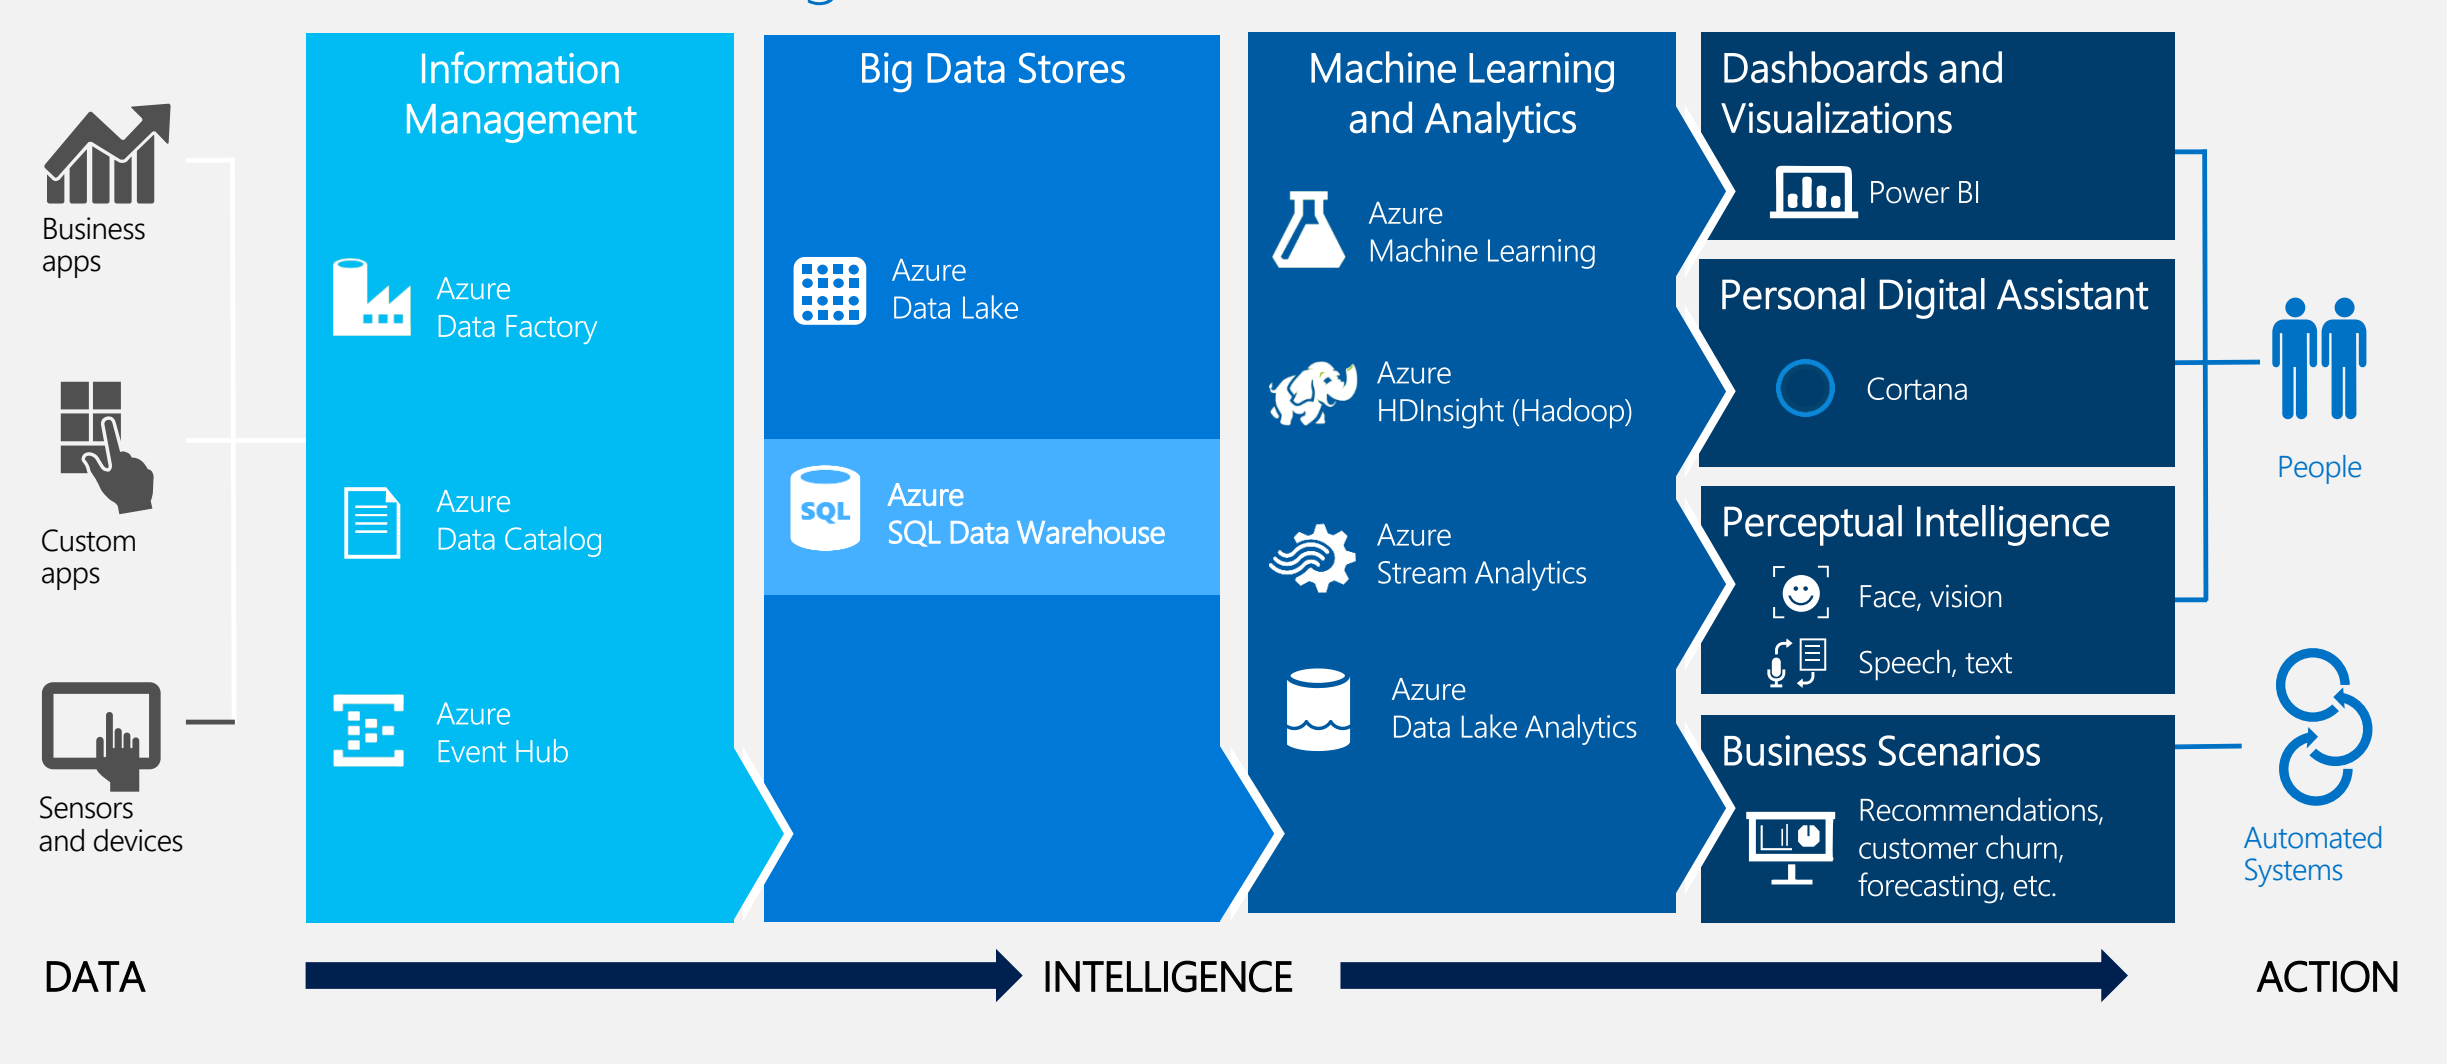 Business
apps
Custom
apps
Sensors
and devices
Information
Management
Azure
Data Factory
Azure
Data Catalog
Azure
Event Hub
Big Data Stores
Azure
Data Lake
SQL
Azure
SQL Data Warehouse
Machine Learning
and Analytics
Azure
Machine Learning
Azure
HDInsight (Hadoop)
Azure
Stream Analytics
Azure
Data Lake Analytics
Dashboards and
Visualizations
Power BI
Personal Digital Assistant
Cortana
Perceptual Intelligence
Face, vision
Speech, text
Business Scenarios
Recommendations,
customer churn,
forecasting, etc.
People
Automated
Systems
DATA
INTELLIGENCE
ACTION